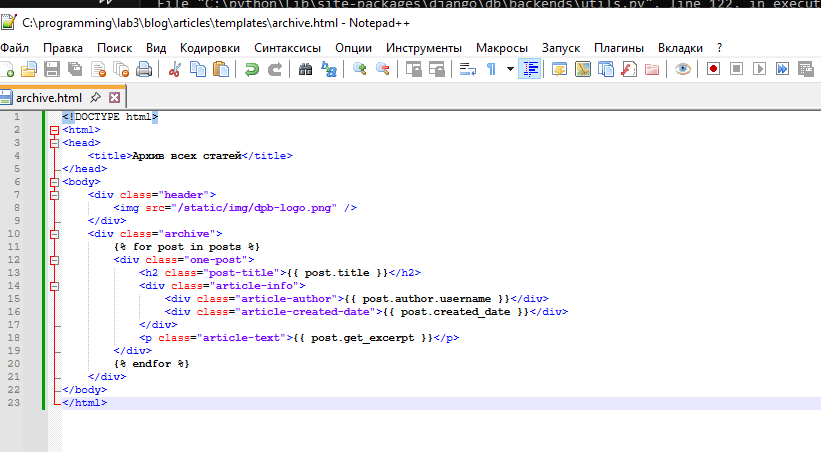 File "C:\python\Lib\site-packages\django\db\backends\utils.py", line 122, in execut
C:\programming\lab3\blog\articles\templates\archive.html - Notepad++
Файл Правка Поиск Вид Кодировки Синтаксисы Опции Инструменты Макросы Запуск Плагины Вкладки ?
archive.html
1 <!DOCTYPE html>
2 <html>
3 <head>
4 <title>Архив всех статей</title>
5 </head>
6 <body>
7 <div class="header">
8 <img src="/static/img/dpb-logo.png" />
9 </div>
10 <div class="archive">
11 {% for post in posts %}
12 <div class="one-post">
13 <h2 class="post-title">{{ post.title }}</h2>
14 <div class="article-info">
15 <div class="article-author">{{ post.author.username }}</div>
16 <div class="article-created-date">{{ post.created_date }}</div>
17 </div>
18 <p class="article-text">{{ post.get_excerpt }}</p>
19 </div>
20 {% endfor %}
21 </div>
22 </body>
23 </html>